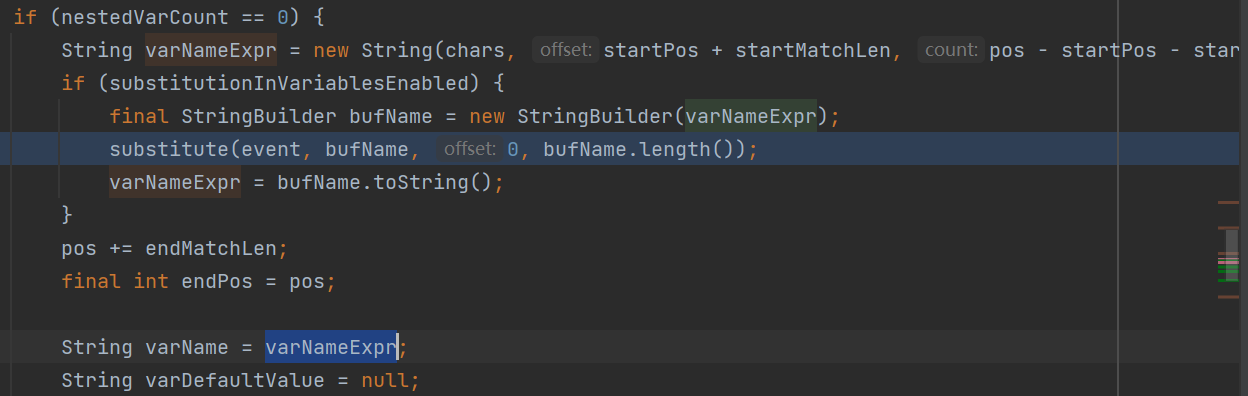 if (nestedVarCount == 0) {
String varNameExpr = new String(chars, offset: startPos + startMatchLen, count: pos - startPos - star
if (substitutionInVariablesEnabled) {
final StringBuilder bufName = new StringBuilder(varNameExpr);
substitute(event, bufName, offset: 0, bufName.length());
varNameExpr = bufName.toString();
}
pos += endMatchLen;
final int endPos = pos;
String varName = varNameExpr;
String varDefaultValue = null;